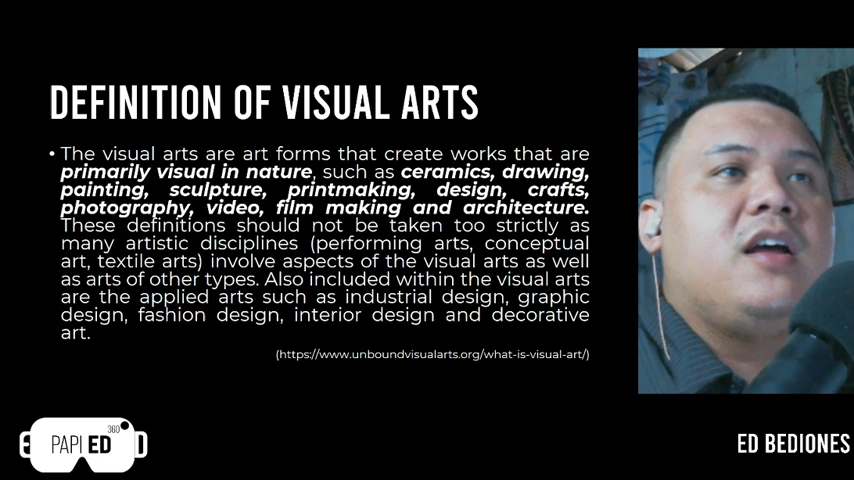 DEFINITION OF VISUAL ARTS
• The visual arts are art forms that create works that are
primarily visual in nature, such as ceramics, drawing,
painting, sculpture, printmaking, design, crafts,
photography, video, film making and architecture.
These definitions should not be taken too strictly as
many artistic disciplines (performing arts, conceptual
art, textile arts) involve aspects of the visual arts as well
as arts of other types. Also included within the visual arts
are the applied arts such as industrial design, graphic
design, fashion design, interior design and decorative
art.
(https://www.unboundvisualarts.org/what-is-visual-art/)
PAPI ED 360
ED BEDIONES